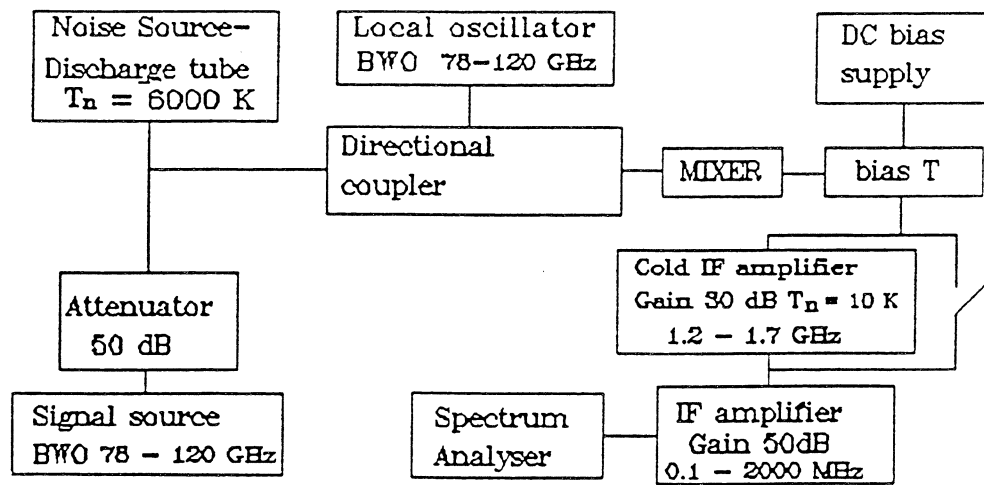 Noise Source-
Discharge tube
Tn = 6000 K
Local oscillator
BWO 78-120 GHz
DC bias
supply
Directional
coupler
MIXER
bias T
Cold IF amplifier
Gain 30 dB Tn = 10 K
1.2 - 1.7 GHz
Attenuator
50 dB
Signal source
BWO 78 - 120 GHz
Spectrum
Analyser
IF amplifier
Gain 50dB
0.1 - 2000 MHz